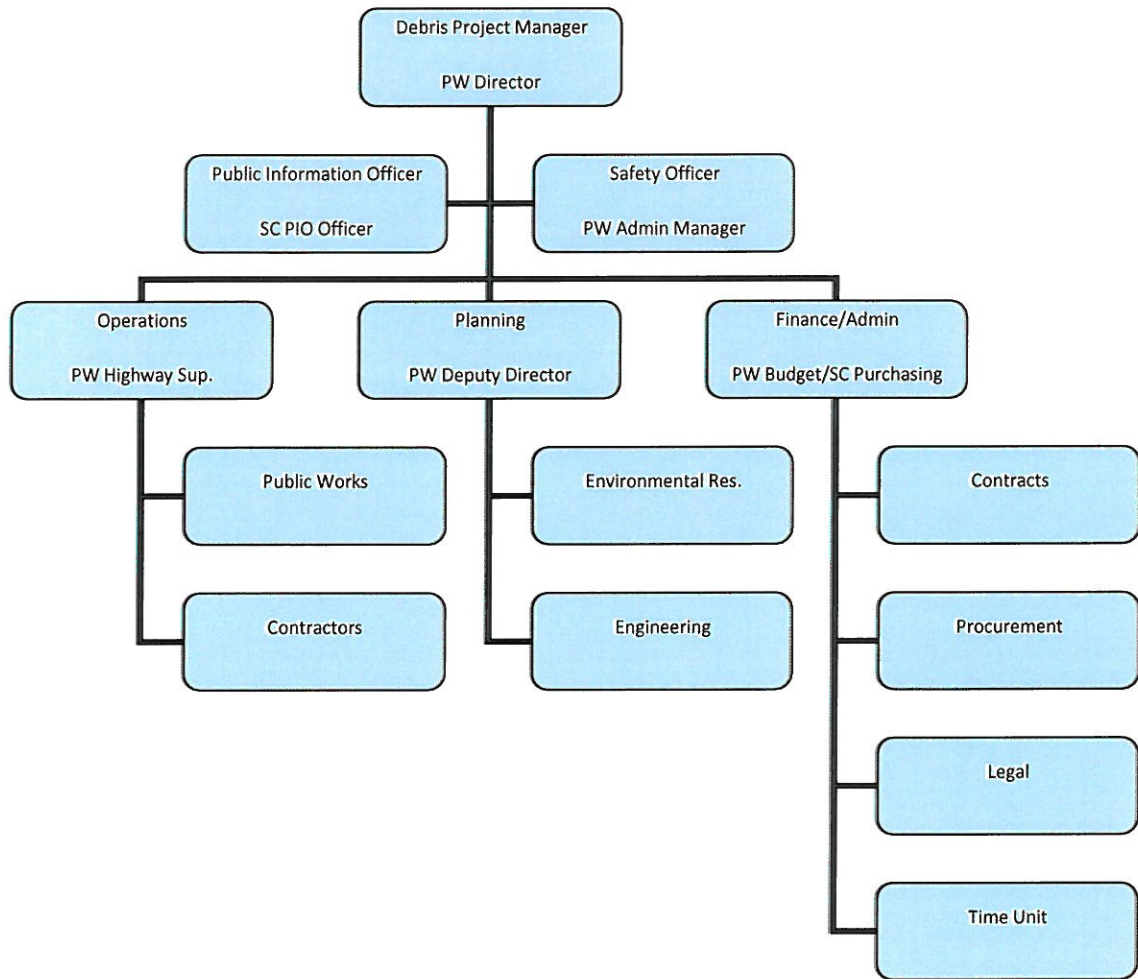 Debris Project Manager
PW Director
Public Information Officer
SC PIO Officer
Safety Officer
PW Admin Manager
Operations
PW Highway Sup.
Planning
PW Deputy Director
Finance/Admin
PW Budget/SC Purchasing
Public Works
Environmental Res.
Contracts
Contractors
Engineering
Procurement
Legal
Time Unit